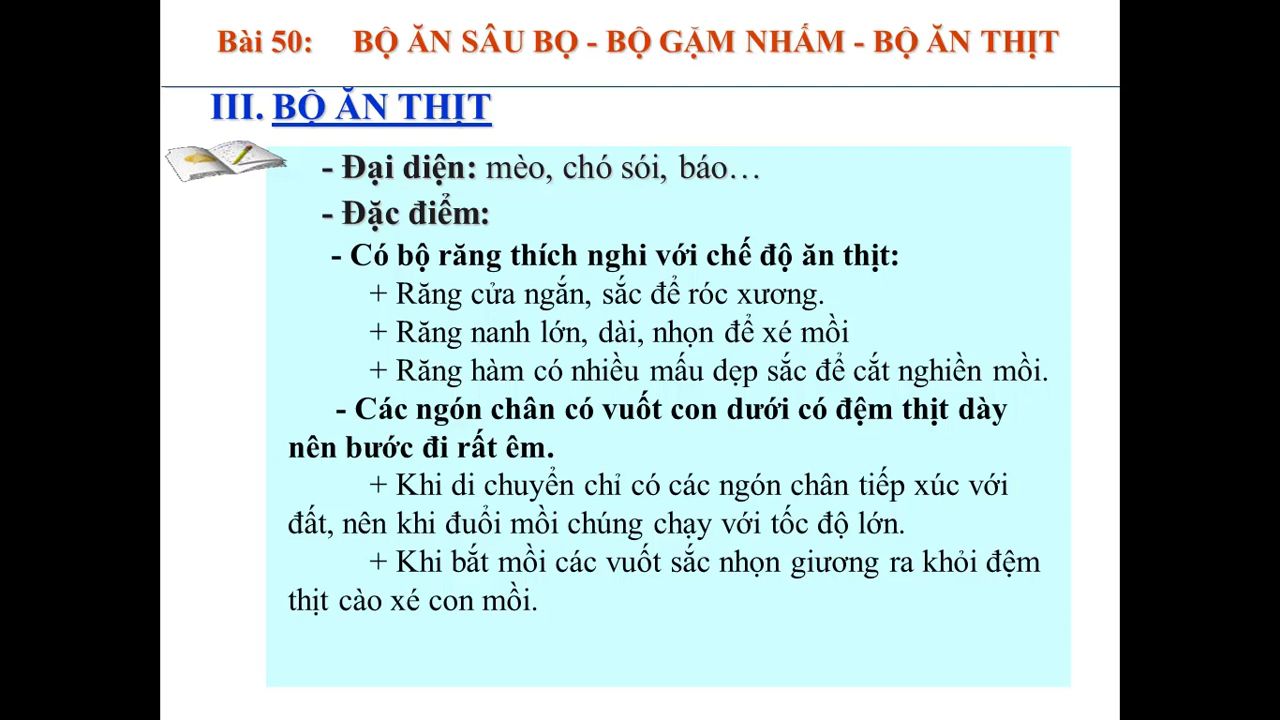 Bài 50: BỘ ĂN SÂU BỌ - BỘ GẶM NHẤM - BỘ ĂN THỊT
III. BỘ ĂN THỊT
- Đại diện: mèo, chó sói, báo…
- Đặc điểm:
- Có bộ răng thích nghi với chế độ ăn thịt:
+ Răng cửa ngắn, sắc để róc xương.
+ Răng nanh lớn, dài, nhọn để xé mồi
+ Răng hàm có nhiều mấu dẹp sắc để cắt nghiền mồi.
- Các ngón chân có vuốt con dưới có đệm thịt dày
nên bước đi rất êm.
+ Khi di chuyển chỉ có các ngón chân tiếp xúc với
đất, nên khi đuổi mồi chúng chạy với tốc độ lớn.
+ Khi bắt mồi các vuốt sắc nhọn giương ra khỏi đệm
thịt cào xé con mồi.